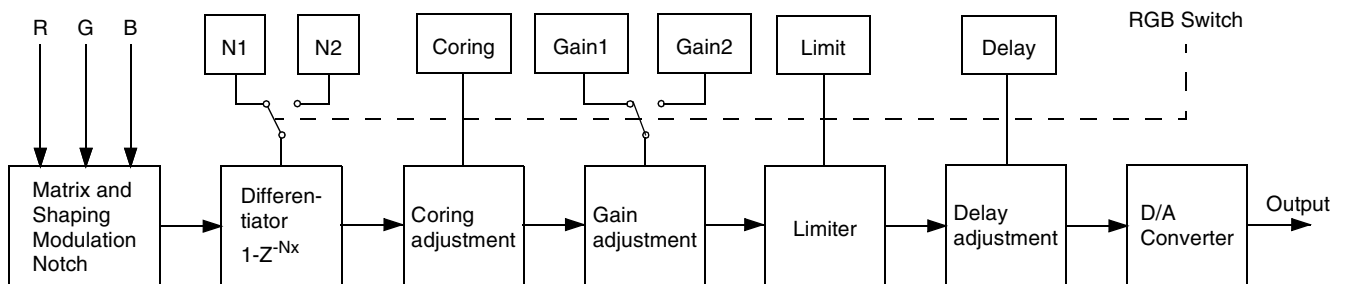 RGB Switch
R G B
N1 N2 Coring Gain1 Gain2 Limit Delay
Matrix and
Shaping
Modulation
Notch
Differen-
tiator
1-Z-Nx
Coring
adjustment
Gain
adjustment
Limiter
Delay
adjustment
D/A
Converter
Output